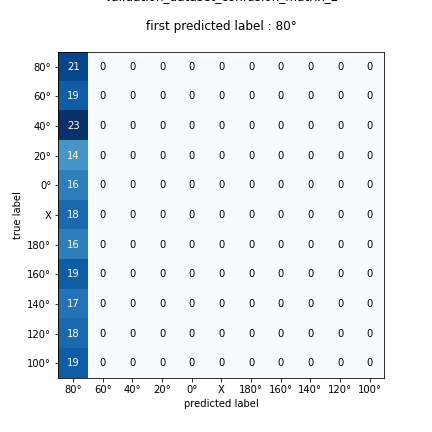 first predicted label : 80°
80° 21 0 0 0 0 0 0 0 0 0 0
60° 19 0 0 0 0 0 0 0 0 0 0
40° 23 0 0 0 0 0 0 0 0 0 0
20° 14 0 0 0 0 0 0 0 0 0 0
0° 16 0 0 0 0 0 0 0 0 0 0
X 18 0 0 0 0 0 0 0 0 0 0
180° 16 0 0 0 0 0 0 0 0 0 0
160° 19 0 0 0 0 0 0 0 0 0 0
140° 17 0 0 0 0 0 0 0 0 0 0
120° 18 0 0 0 0 0 0 0 0 0 0
100° 19 0 0 0 0 0 0 0 0 0 0
true label
80° 60° 40° 20° 0° X 180° 160° 140° 120° 100°
predicted label